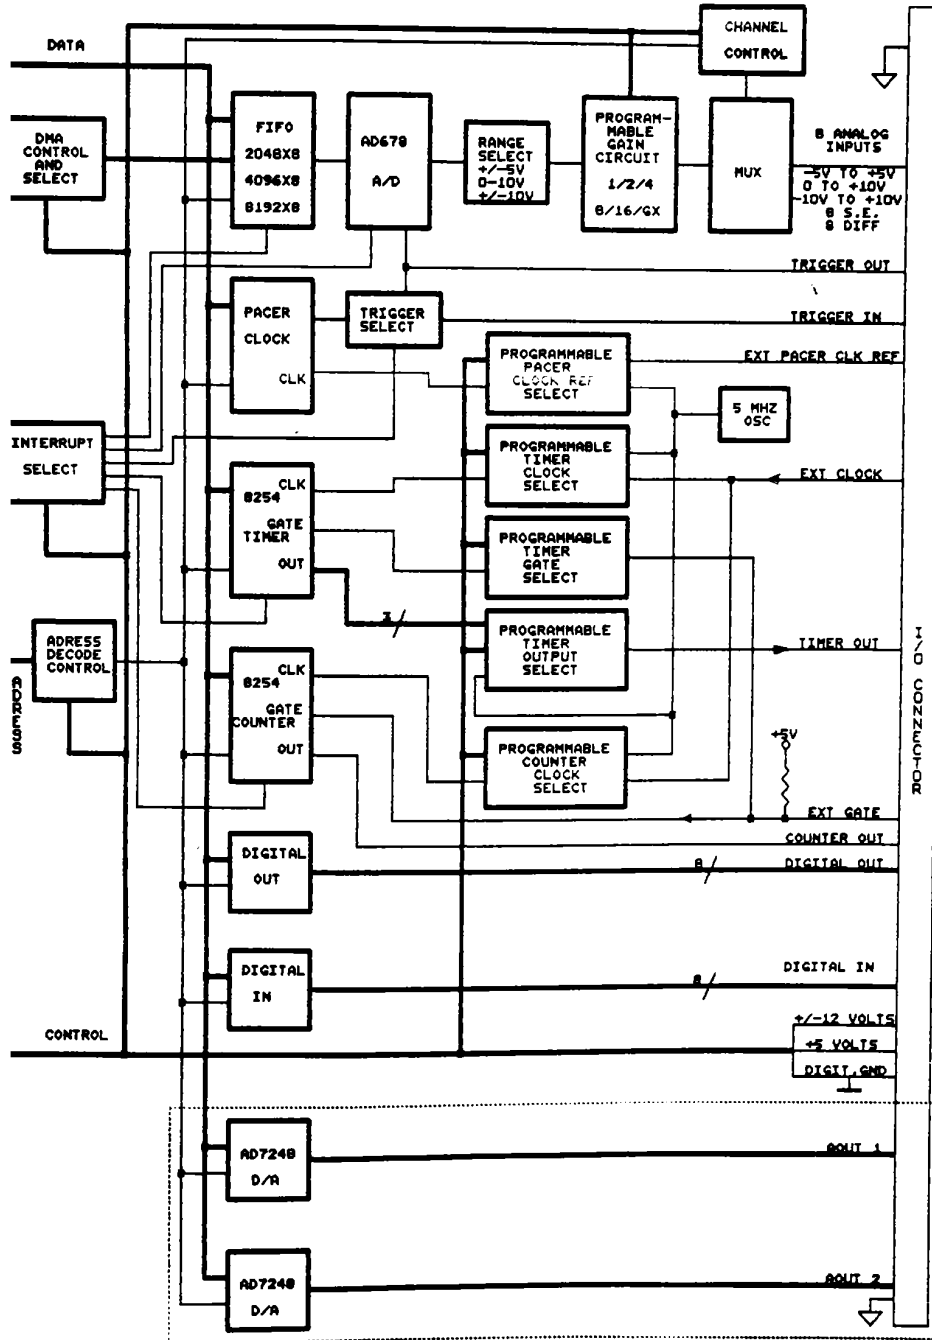 DATA
DMA
CONTROL
AND
SELECT
FIFO
2048X8
4096X8
8192X8
AD678
A/D
RANGE
SELECT
+/-5V
0-10V
+/-10V
PROGRAM-
MABLE
GAIN
CIRCUIT
1/2/4
8/16/GX
CHANNEL
CONTROL
MUX
8 ANALOG
INPUTS
-5V TO +5V
0 TO +10V
-10V TO +10V
8 S.E.
8 DIFF
TRIGGER OUT
PACER
CLOCK
CLK
TRIGGER
SELECT
TRIGGER IN
PROGRAMMABLE
PACER
CLOCK REF
SELECT
EXT PACER CLK REF
5 MHZ
OSC
INTERRUPT
SELECT
CLK
8254
GATE
TIMER
OUT
PROGRAMMABLE
TIMER
CLOCK
SELECT
EXT CLOCK
PROGRAMMABLE
TIMER
GATE
SELECT
3/
PROGRAMMABLE
TIMER
OUTPUT
SELECT
TIMER OUT
ADRESS
DECODE
CONTROL
ADRESS
CLK
8254
GATE
COUNTER
OUT
PROGRAMMABLE
COUNTER
CLOCK
SELECT
+5V
EXT GATE
COUNTER OUT
I/O CONNECTOR
DIGITAL
OUT
8/
DIGITAL OUT
DIGITAL
IN
8/
DIGITAL IN
CONTROL
+/-12 VOLTS
+5 VOLTS
DIGIT.GND
AD7248
D/A
AOUT 1
AD7248
D/A
AOUT 2